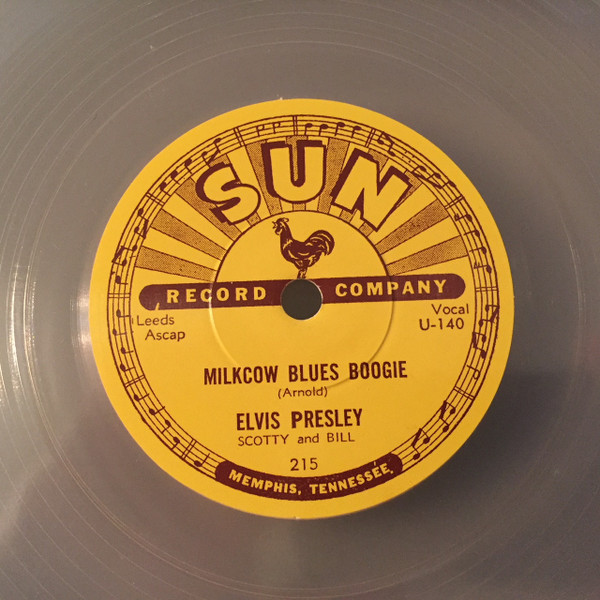 SUN
RECORD COMPANY
Leeds
Ascap
Vocal
U-140
MILKCOW BLUES BOOGIE
(Arnold)
ELVIS PRESLEY
SCOTTY and BILL
215
MEMPHIS, TENNESSEE.